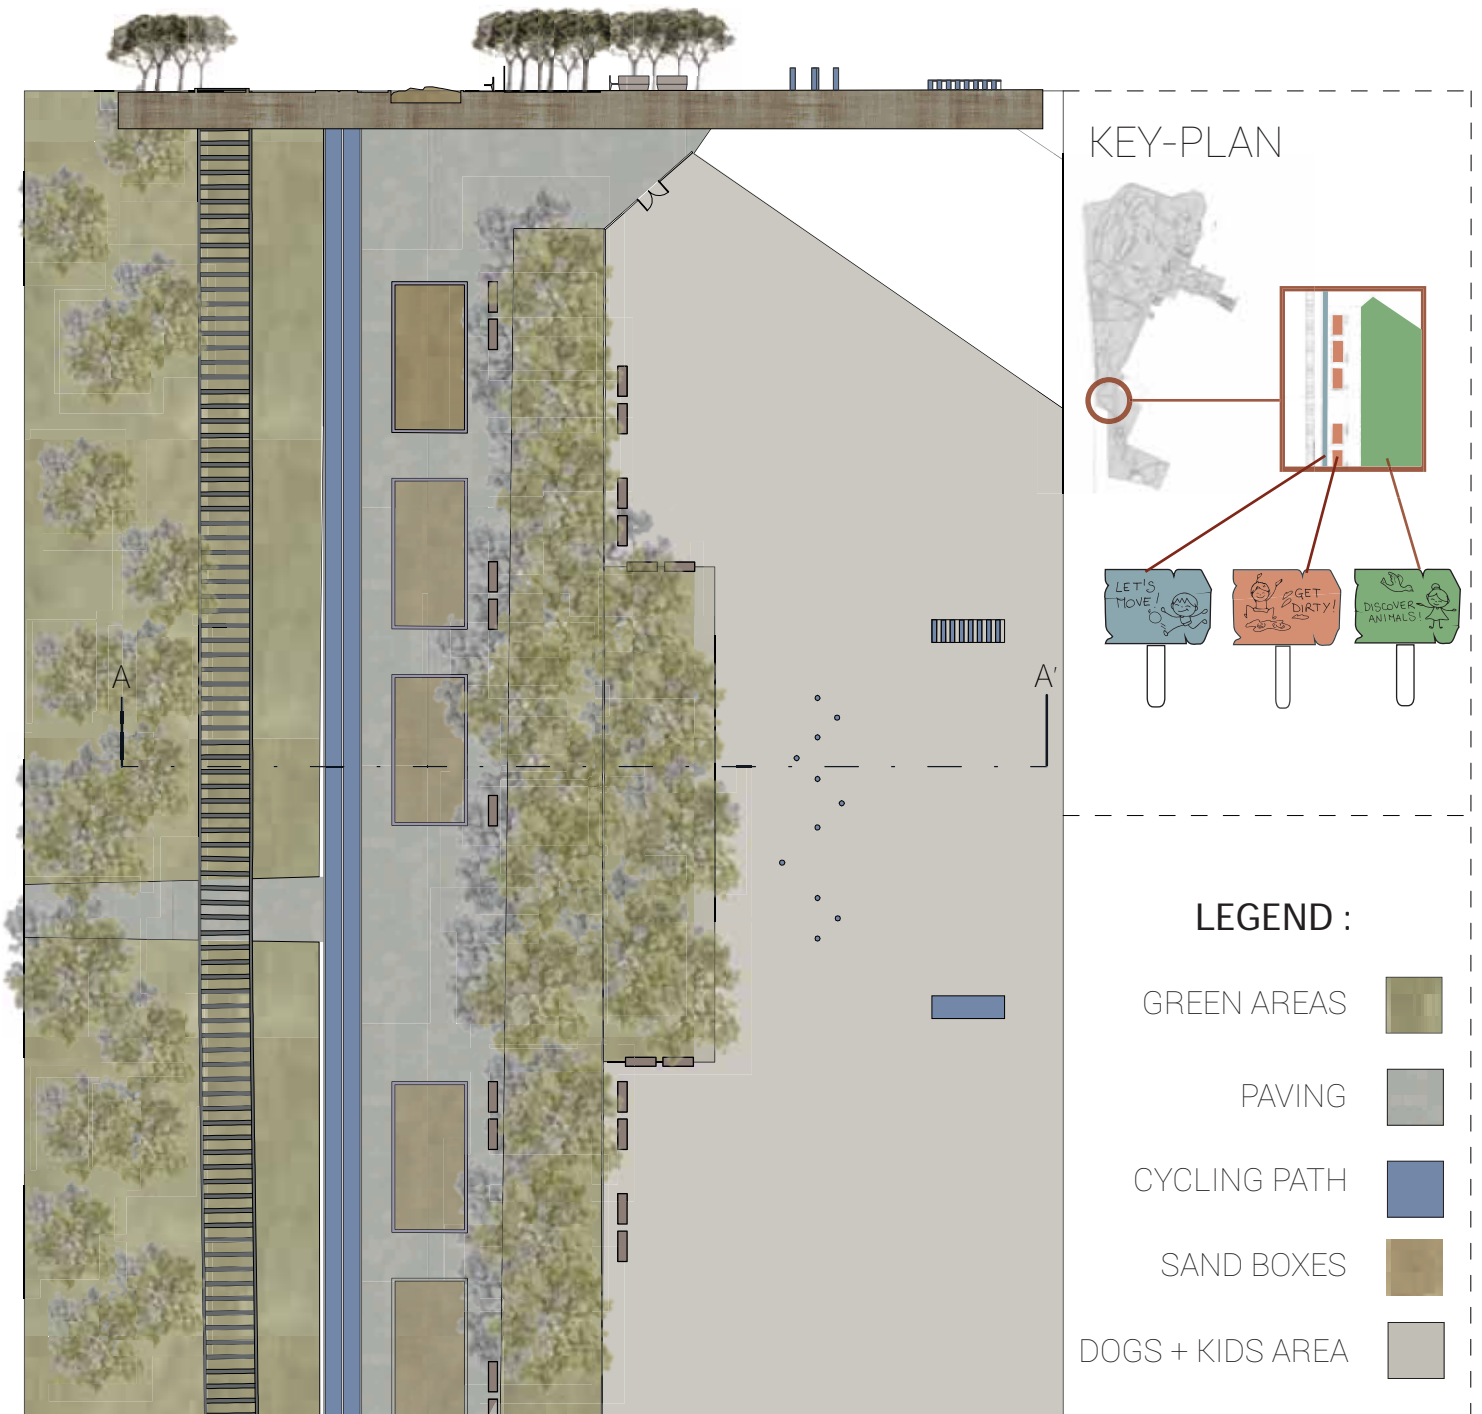 KEY-PLAN
LET'S
MOVE!
GET
DIRTY!
DISCOVER
ANIMALS!
A
A'
LEGEND :
GREEN AREAS
PAVING
CYCLING PATH
SAND BOXES
DOGS + KIDS AREA